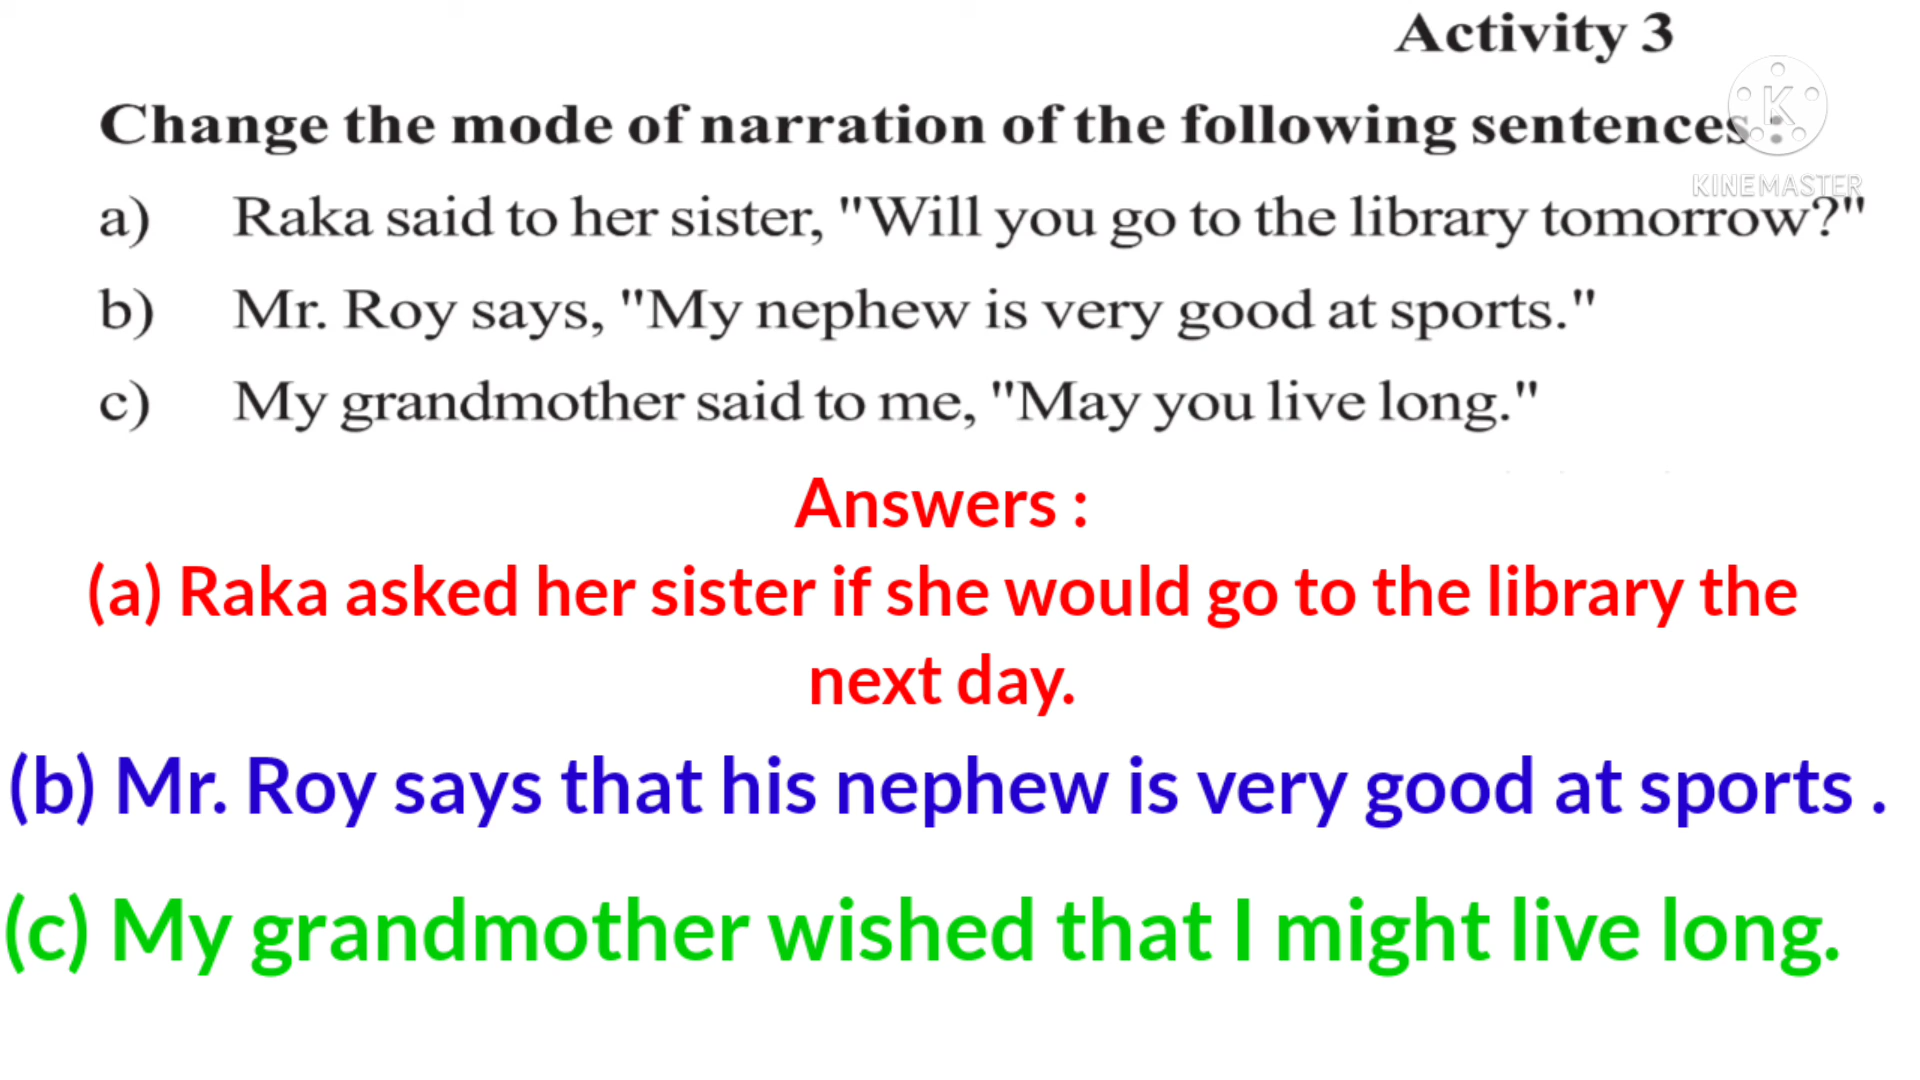 Activity 3
Change the mode of narration of the following sentences :
K
KINEMASTER
a) Raka said to her sister, "Will you go to the library tomorrow?"
b) Mr. Roy says, "My nephew is very good at sports."
c) My grandmother said to me, "May you live long."
Answers :
(a) Raka asked her sister if she would go to the library the
next day.
(b) Mr. Roy says that his nephew is very good at sports .
(c) My grandmother wished that I might live long.